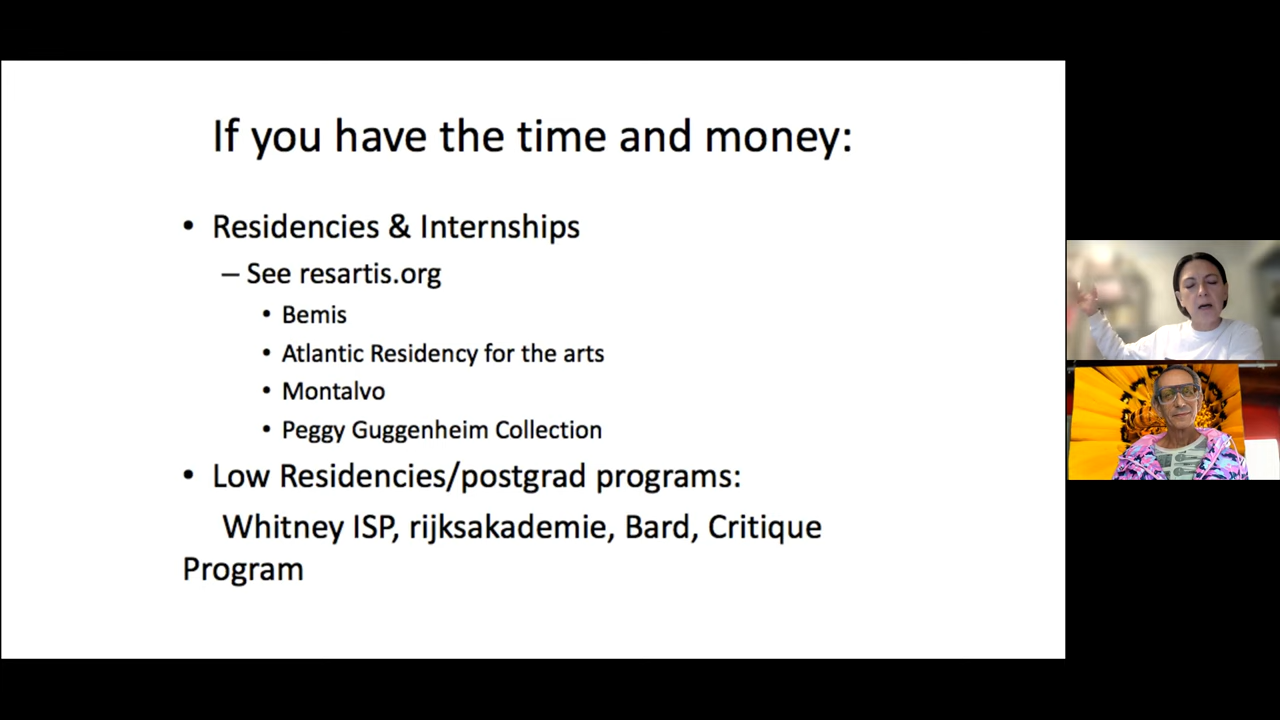 If you have the time and money:
• Residencies & Internships
– See resartis.org
• Bemis
• Atlantic Residency for the arts
• Montalvo
• Peggy Guggenheim Collection
• Low Residencies/postgrad programs:
Whitney ISP, rijksakademie, Bard, Critique
Program